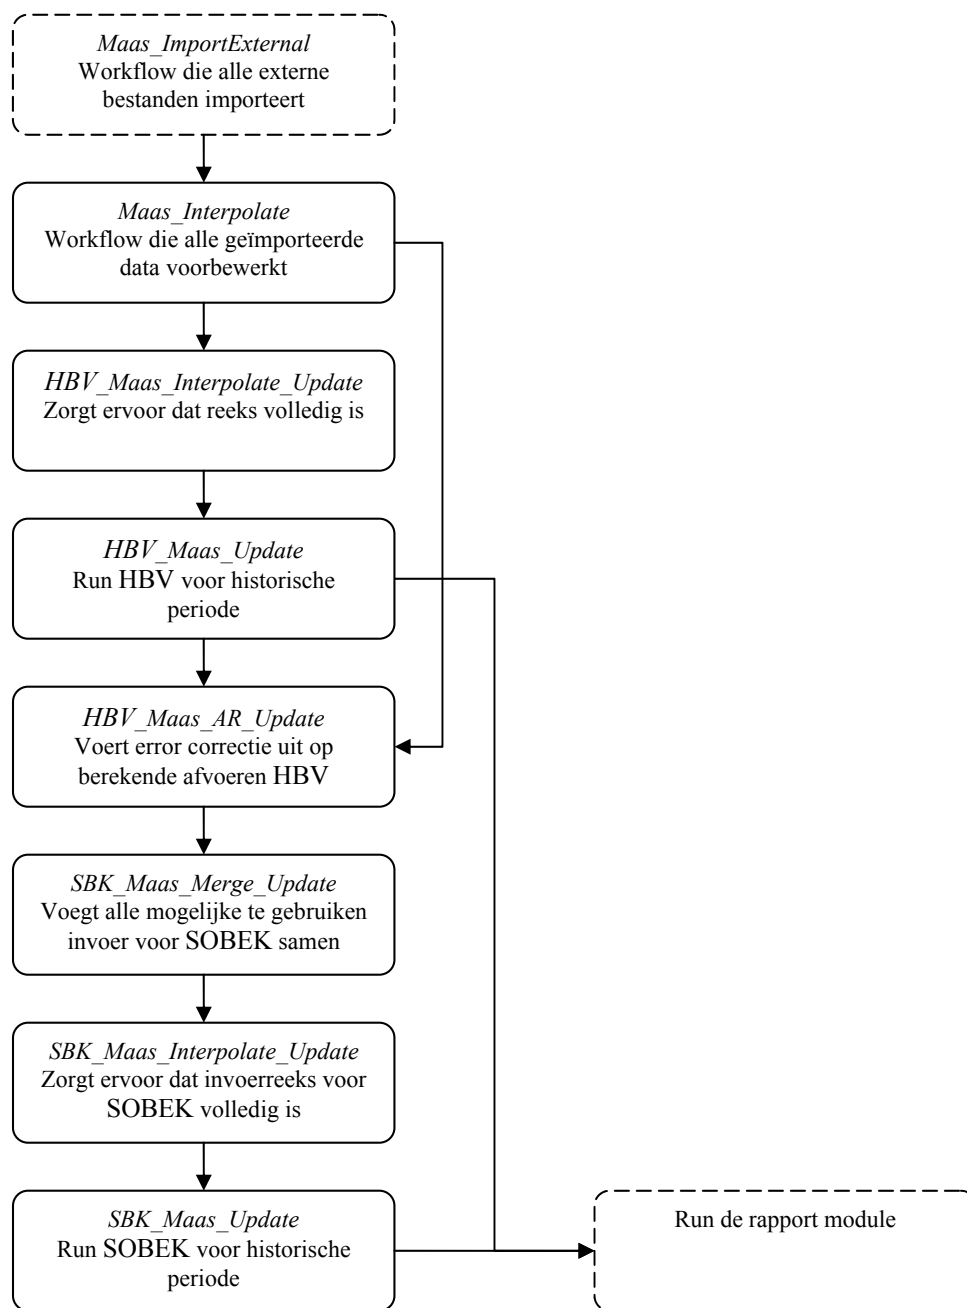 Maas_ImportExternal
Workflow die alle externe
bestanden importeert
Maas_Interpolate
Workflow die alle geïmporteerde
data voorbewerkt
HBV_Maas_Interpolate_Update
Zorgt ervoor dat reeks volledig is
HBV_Maas_Update
Run HBV voor historische
periode
HBV_Maas_AR_Update
Voert error correctie uit op
berekende afvoeren HBV
SBK_Maas_Merge_Update
Voegt alle mogelijke te gebruiken
invoer voor SOBEK samen
SBK_Maas_Interpolate_Update
Zorgt ervoor dat invoerreeks voor
SOBEK volledig is
SBK_Maas_Update
Run SOBEK voor historische
periode
Run de rapport module